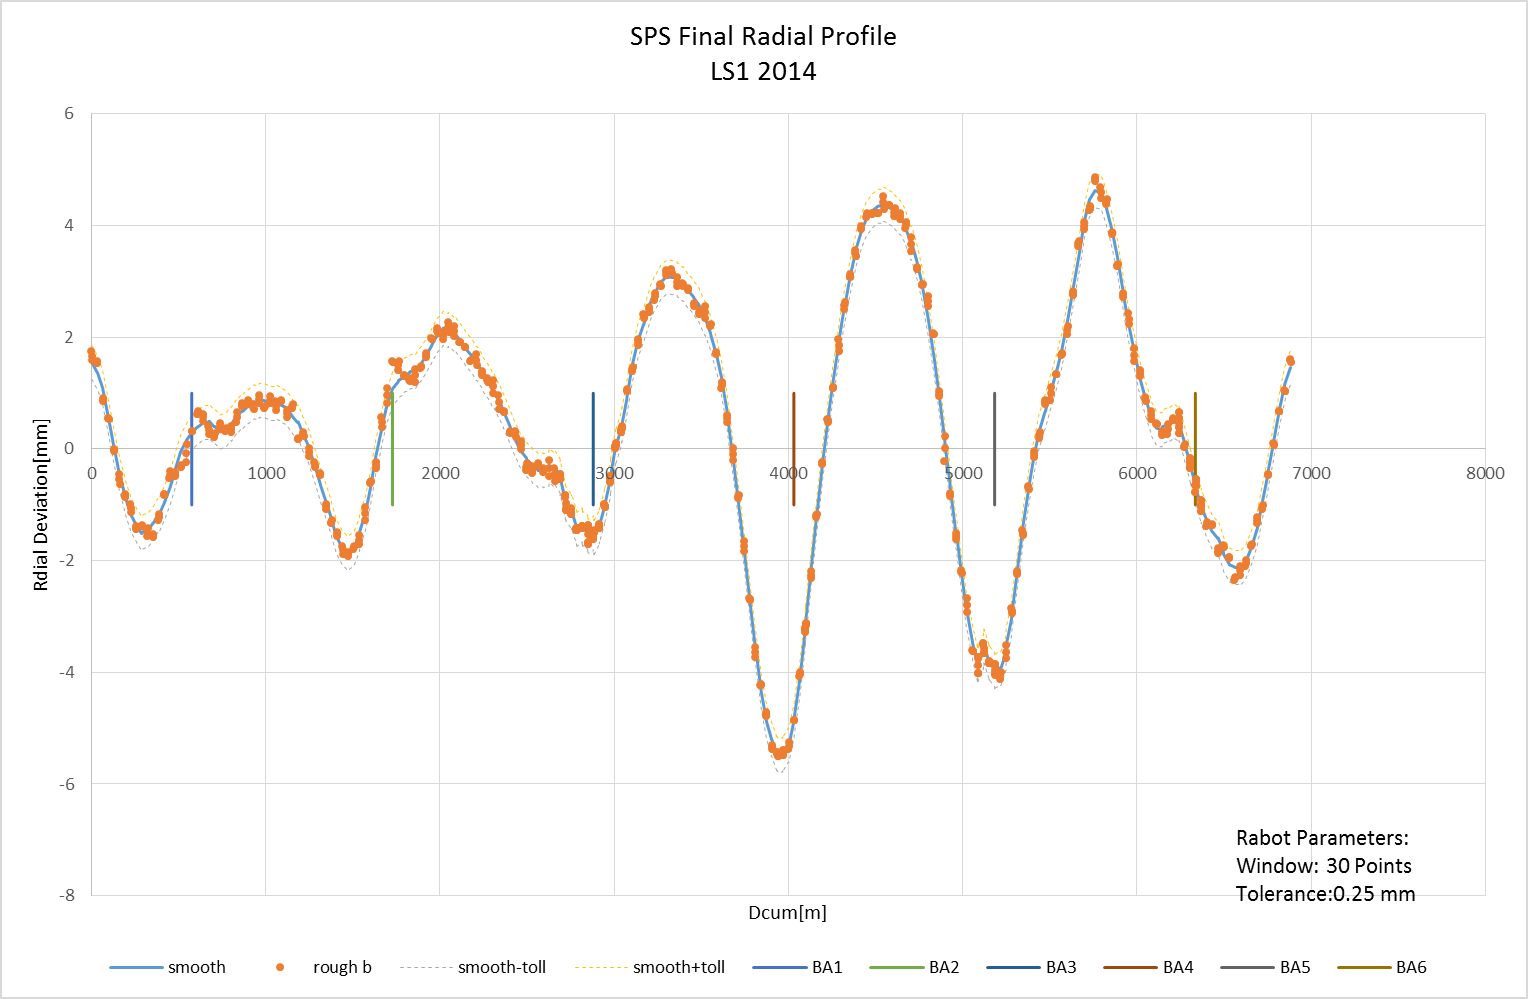 SPS Final Radial Profile
LS1 2014
6
4
2
0
-2
-4
-6
-8
0 1000 2000 3000 4000 5000 6000 7000 8000
Rdial Deviation[mm]
Dcum[m]
Rabot Parameters:
Window: 30 Points
Tolerance:0.25 mm
smooth rough b smooth-toll smooth+toll BA1 BA2 BA3 BA4 BA5 BA6